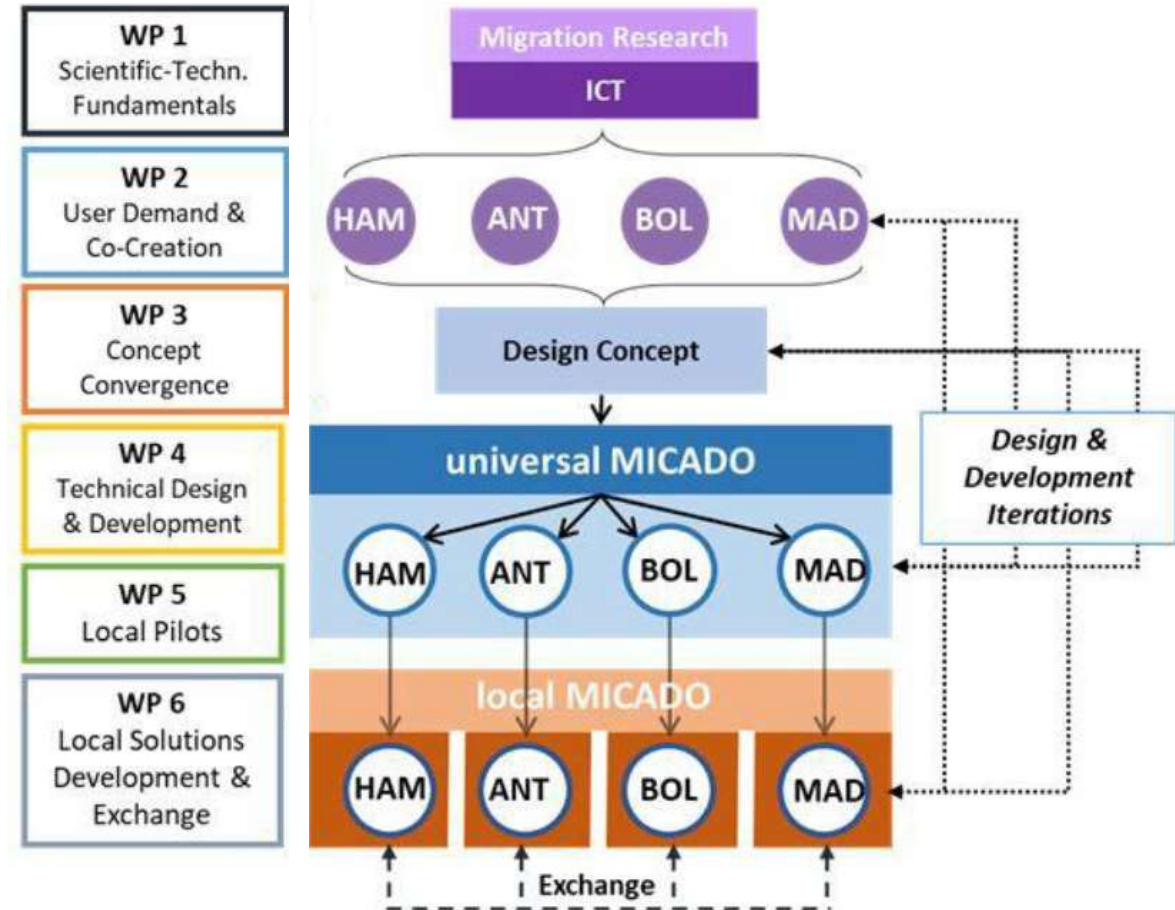 WP 1
Scientific-Techn.
Fundamentals
WP 2
User Demand &
Co-Creation
WP 3
Concept
Convergence
WP 4
Technical Design
& Development
WP 5
Local Pilots
WP 6
Local Solutions
Development &
Exchange
Migration Research
ICT
HAM ANT BOL MAD
Design Concept
universal MICADO
HAM ANT BOL MAD
local MICADO
HAM ANT BOL MAD
Exchange
Design &
Development
Iterations